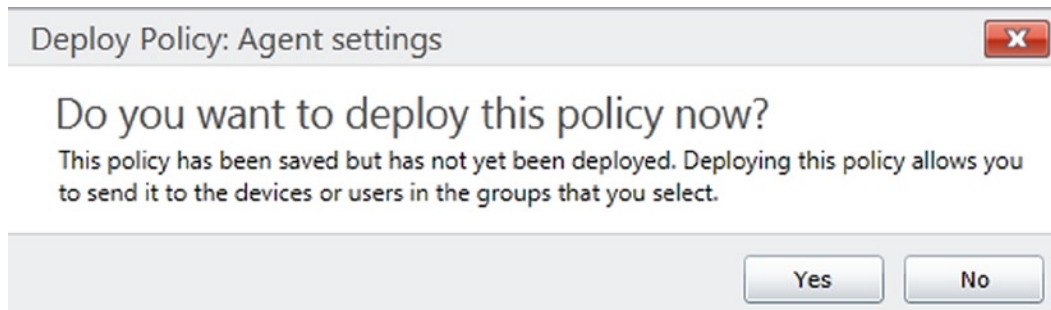 Deploy Policy: Agent settings
Do you want to deploy this policy now?
This policy has been saved but has not yet been deployed. Deploying this policy allows you
to send it to the devices or users in the groups that you select.
Yes No